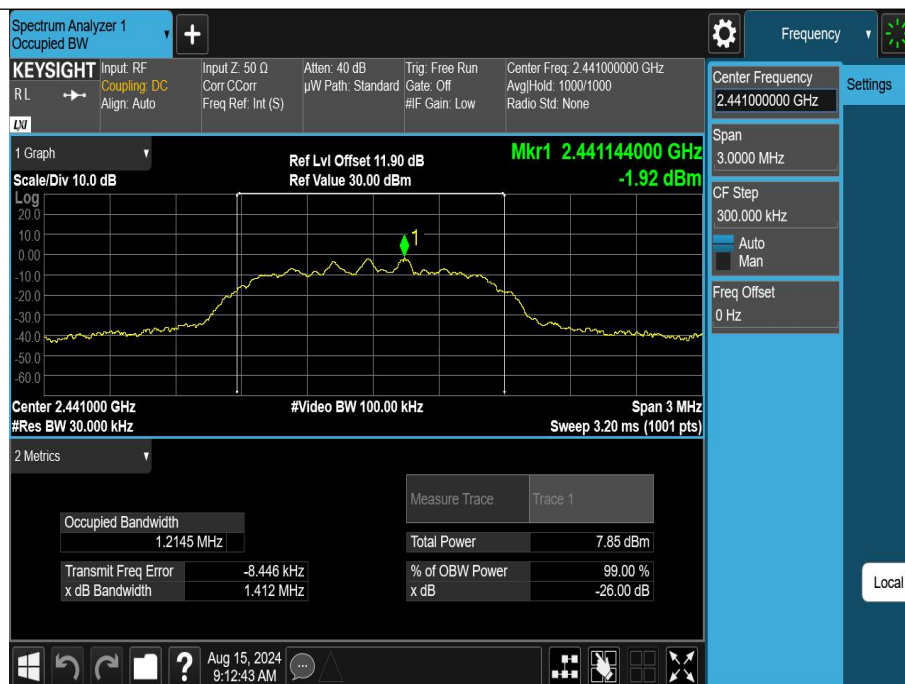 Spectrum Analyzer 1
Occupied BW
Frequency
KEYSIGHT
RL
LXI
Input: RF
Coupling: DC
Align: Auto
Input Z: 50 Ω
Corr CCorr
Freq Ref: Int (S)
Atten: 40 dB
µW Path: Standard
Trig: Free Run
Gate: Off
#IF Gain: Low
Center Freq: 2.441000000 GHz
Avg|Hold: 1000/1000
Radio Std: None
Center Frequency
2.441000000 GHz
Settings
Span
3.0000 MHz
CF Step
300.000 kHz
Auto
Man
Freq Offset
0 Hz
Local
1 Graph
Scale/Div 10.0 dB
Ref Lvl Offset 11.90 dB
Ref Value 30.00 dBm
Mkr1 2.441144000 GHz
-1.92 dBm
Log
20.0
10.0
0.00
-10.0
-20.0
-30.0
-40.0
-50.0
-60.0
1
Center 2.441000 GHz
#Res BW 30.000 kHz
#Video BW 100.00 kHz
Span 3 MHz
Sweep 3.20 ms (1001 pts)
2 Metrics
Measure Trace
Trace 1
Occupied Bandwidth
1.2145 MHz
Total Power
7.85 dBm
Transmit Freq Error
-8.446 kHz
% of OBW Power
99.00 %
x dB Bandwidth
1.412 MHz
x dB
-26.00 dB
?
Aug 15, 2024
9:12:43 AM